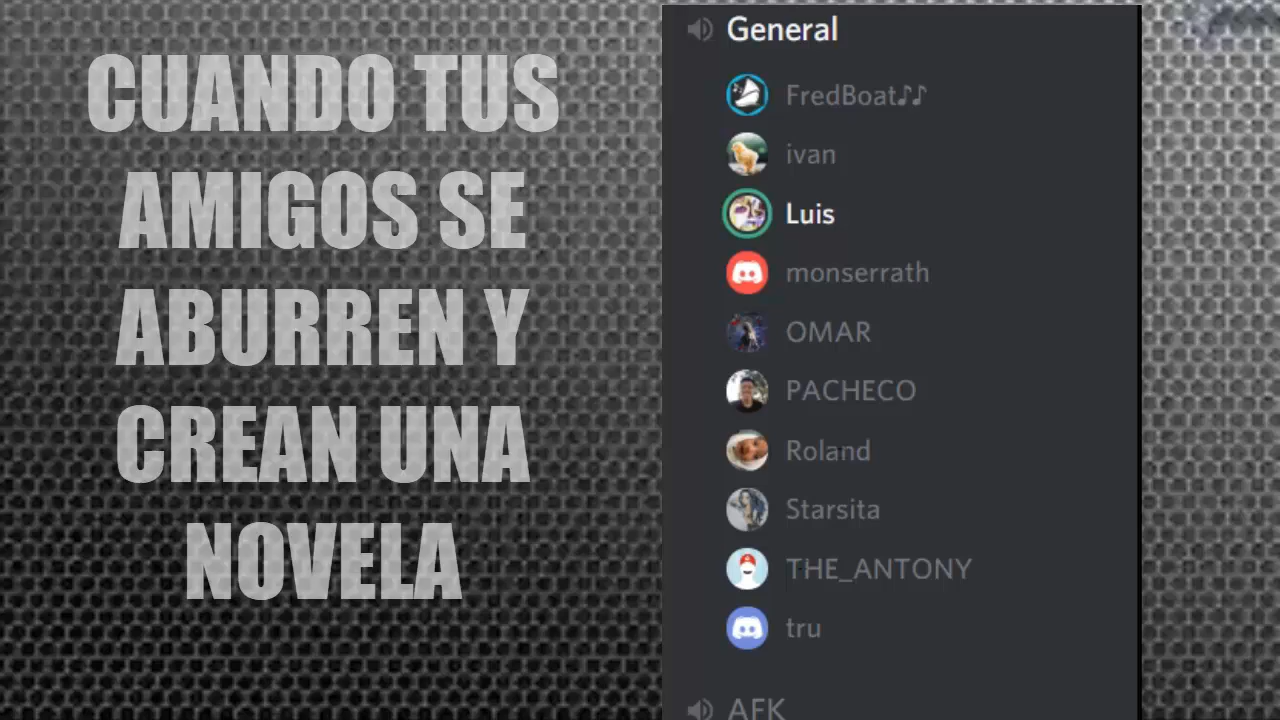 CUANDO TUS
AMIGOS SE
ABURREN Y
CREAN UNA
NOVELA
General
FredBoat♪♪
ivan
Luis
monserrath
OMAR
PACHECO
Roland
Starsita
THE_ANTONY
tru
AFK